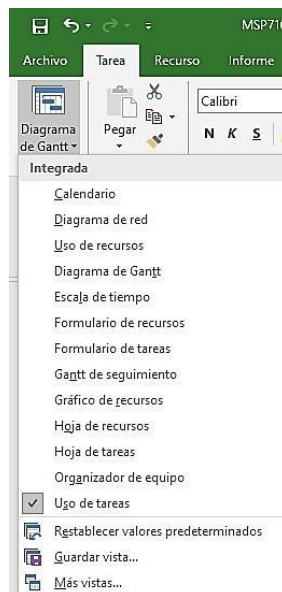 MSP716
Archivo Tarea Recurso Informe
Diagrama de Gantt
Pegar
Calibri
N K S
Integrada
Calendario
Diagrama de red
Uso de recursos
Diagrama de Gantt
Escala de tiempo
Formulario de recursos
Formulario de tareas
Gantt de seguimiento
Gráfico de recursos
Hoja de recursos
Hoja de tareas
Organizador de equipo
Uso de tareas
Restablecer valores predeterminados
Guardar vista...
Más vistas...